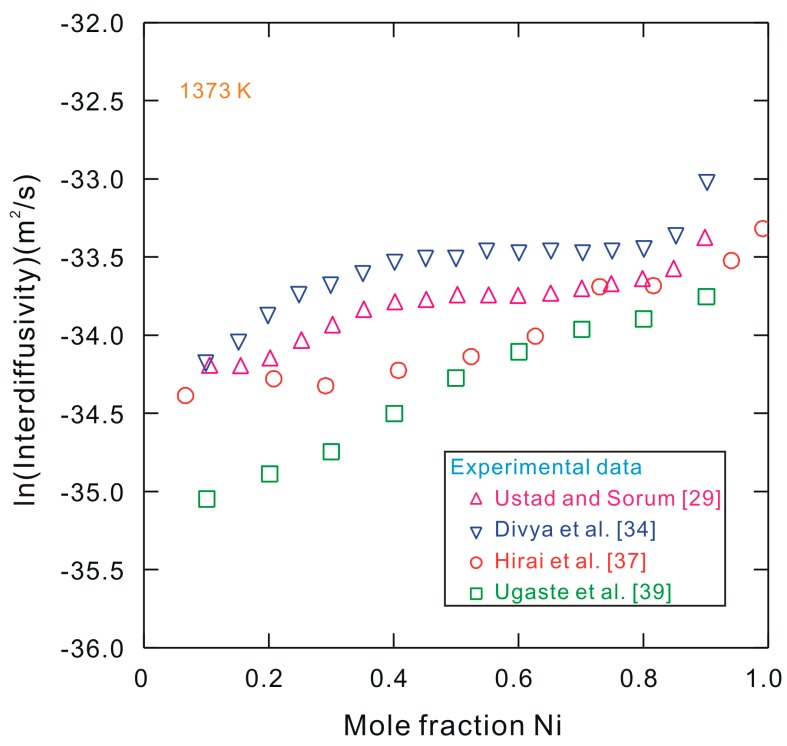 -32.0
1373 K
-32.5
-33.0
-33.5
-34.0
-34.5
-35.0
-35.5
-36.0
ln(Interdiffusivity)(m²/s)
Experimental data
Ustad and Sorum [29]
Divya et al. [34]
Hirai et al. [37]
Ugaste et al. [39]
0 0.2 0.4 0.6 0.8 1.0
Mole fraction Ni